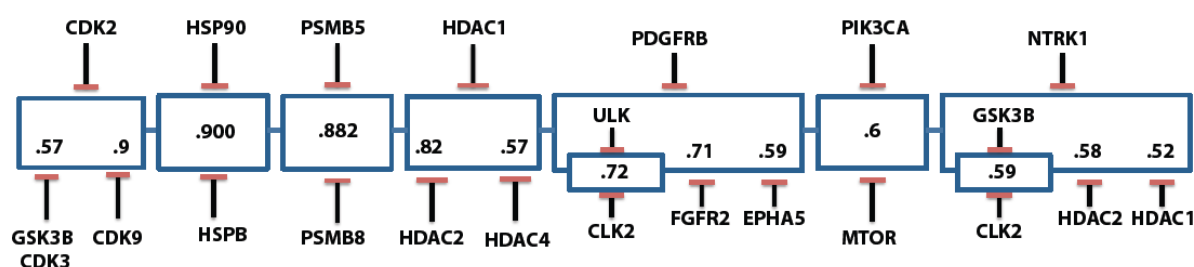 CDK2 HSP90 PSMB5 HDAC1 PDGFRB PIK3CA NTRK1
ULK GSK3B
.57 .9 .900 .882 .82 .57 .72 .71 .59 .6 .59 .58 .52
GSK3B CDK9 HSPB PSMB8 HDAC2 HDAC4 CLK2 FGFR2 EPHA5 MTOR CLK2 HDAC2 HDAC1
CDK3